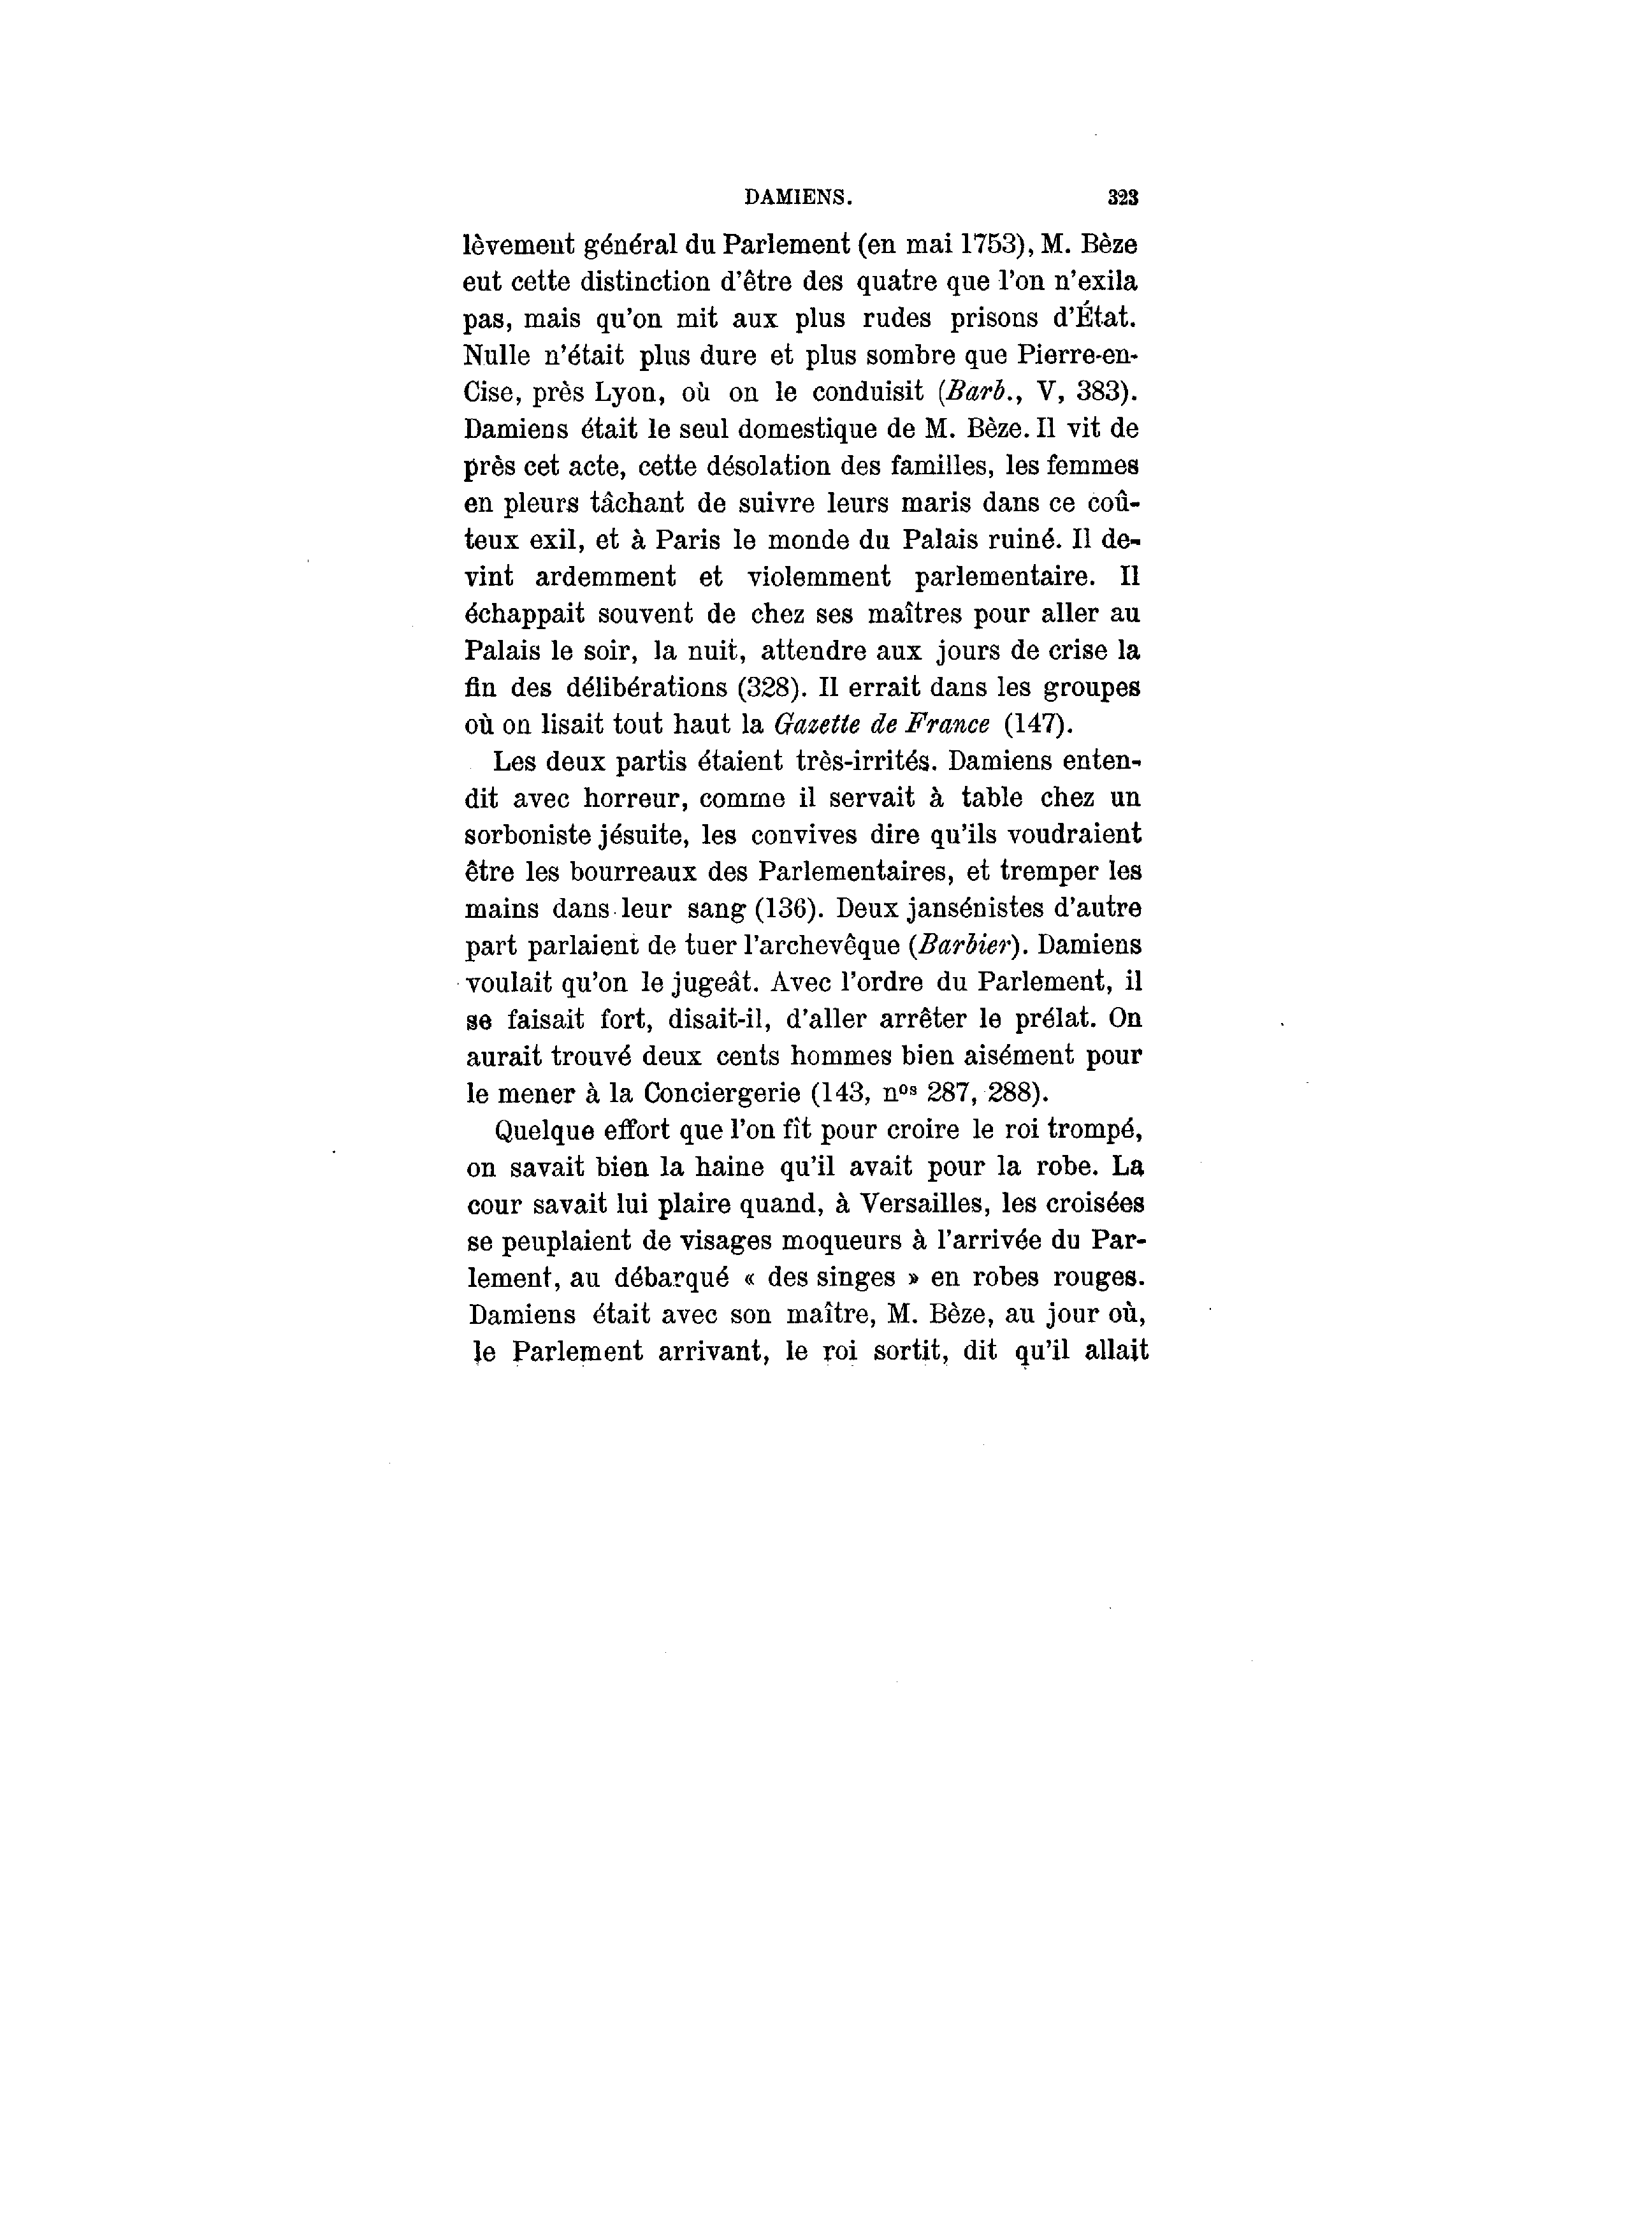 DAMIENS. 323
lèvement général du Parlement (en mai 1753), M. Bèze
eut cette distinction d'être des quatre que l'on n'exila
pas, mais qu'on mit aux plus rudes prisons d'État.
Nulle n'était plus dure et plus sombre que Pierre-en-
Cise, près Lyon, où on le conduisit (Barb., V, 383).
Damiens était le seul domestique de M. Bèze. Il vit de
près cet acte, cette désolation des familles, les femmes
en pleurs tâchant de suivre leurs maris dans ce coû-
teux exil, et à Paris le monde du Palais ruiné. Il de-
vint ardemment et violemment parlementaire. Il
échappait souvent de chez ses maîtres pour aller au
Palais le soir, la nuit, attendre aux jours de crise la
fin des délibérations (328). Il errait dans les groupes
où on lisait tout haut la Gazette de France (147).
Les deux partis étaient très-irrités. Damiens enten-
dit avec horreur, comme il servait à table chez un
sorboniste jésuite, les convives dire qu'ils voudraient
être les bourreaux des Parlementaires, et tremper les
mains dans leur sang (136). Deux jansénistes d'autre
part parlaient de tuer l'archevêque (Barbier). Damiens
voulait qu'on le jugeât. Avec l'ordre du Parlement, il
se faisait fort, disait-il, d'aller arrêter le prélat. On
aurait trouvé deux cents hommes bien aisément pour
le mener à la Conciergerie (143, nos 287, 288).
Quelque effort que l'on fît pour croire le roi trompé,
on savait bien la haine qu'il avait pour la robe. La
cour savait lui plaire quand, à Versailles, les croisées
se peuplaient de visages moqueurs à l'arrivée du Par-
lement, au débarqué « des singes » en robes rouges.
Damiens était avec son maître, M. Bèze, au jour où,
le Parlement arrivant, le roi sortit, dit qu'il allait